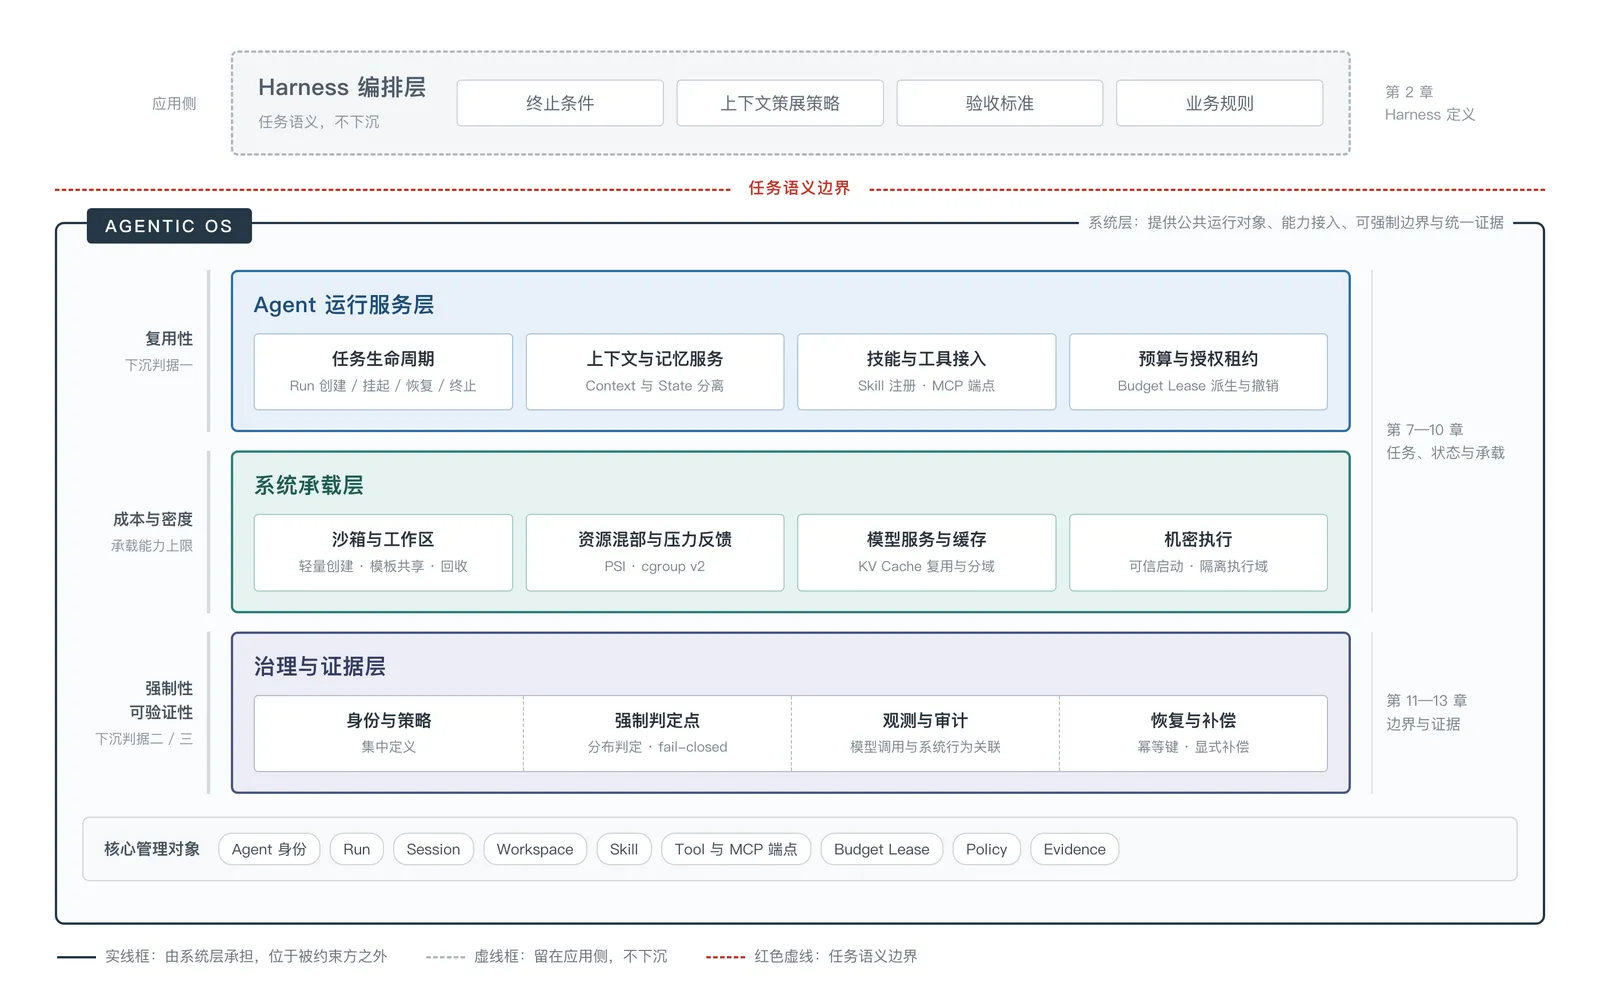 应用侧
Harness 编排层
任务语义，不下沉
终止条件
上下文策展策略
验收标准
业务规则
第 2 章
Harness 定义
任务语义边界
AGENTIC OS
系统层：提供公共运行对象、能力接入、可强制边界与统一证据
复用性
下沉判据一
Agent 运行服务层
任务生命周期
Run 创建 / 挂起 / 恢复 / 终止
上下文与记忆服务
Context 与 State 分离
技能与工具接入
Skill 注册 · MCP 端点
预算与授权租约
Budget Lease 派生与撤销
第 7—10 章
任务、状态与承载
成本与密度
承载能力上限
系统承载层
沙箱与工作区
轻量创建 · 模板共享 · 回收
资源混部与压力反馈
PSI · cgroup v2
模型服务与缓存
KV Cache 复用与分域
机密执行
可信启动 · 隔离执行域
强制性
可验证性
下沉判据二 / 三
治理与证据层
身份与策略
集中定义
强制判定点
分布判定 · fail-closed
观测与审计
模型调用与系统行为关联
恢复与补偿
幂等键 · 显式补偿
第 11—13 章
边界与证据
核心管理对象
Agent 身份
Run
Session
Workspace
Skill
Tool 与 MCP 端点
Budget Lease
Policy
Evidence
实线框：由系统层承担，位于被约束方之外
虚线框：留在应用侧，不下沉
红色虚线：任务语义边界